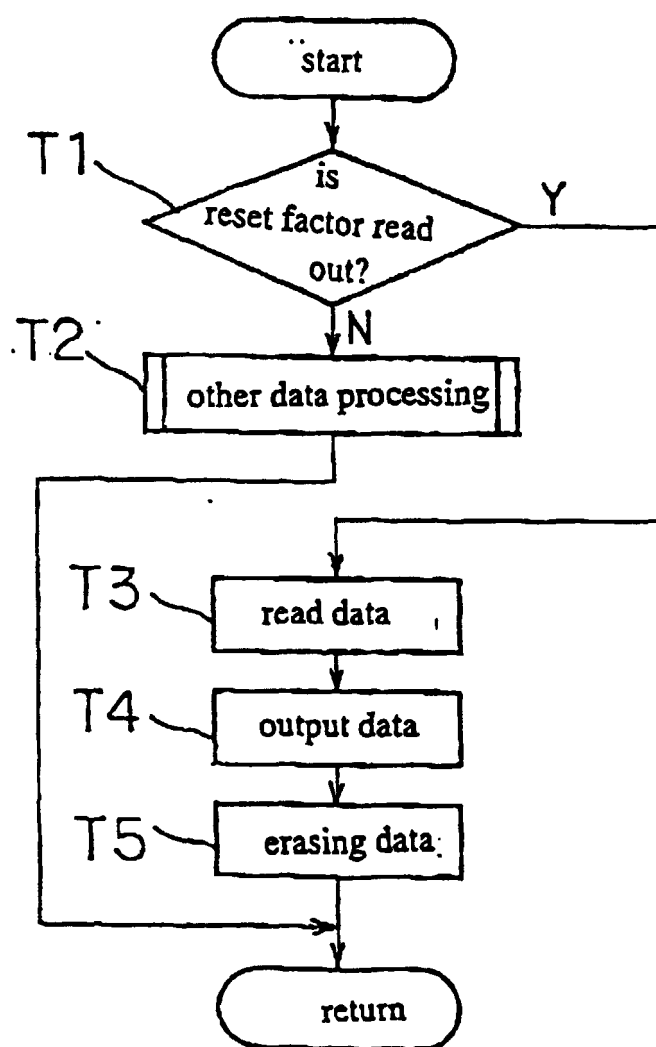 start
T1
is
reset factor read
out?
Y
N
T2
other data processing
T3
read data
T4
output data
T5
erasing data
return